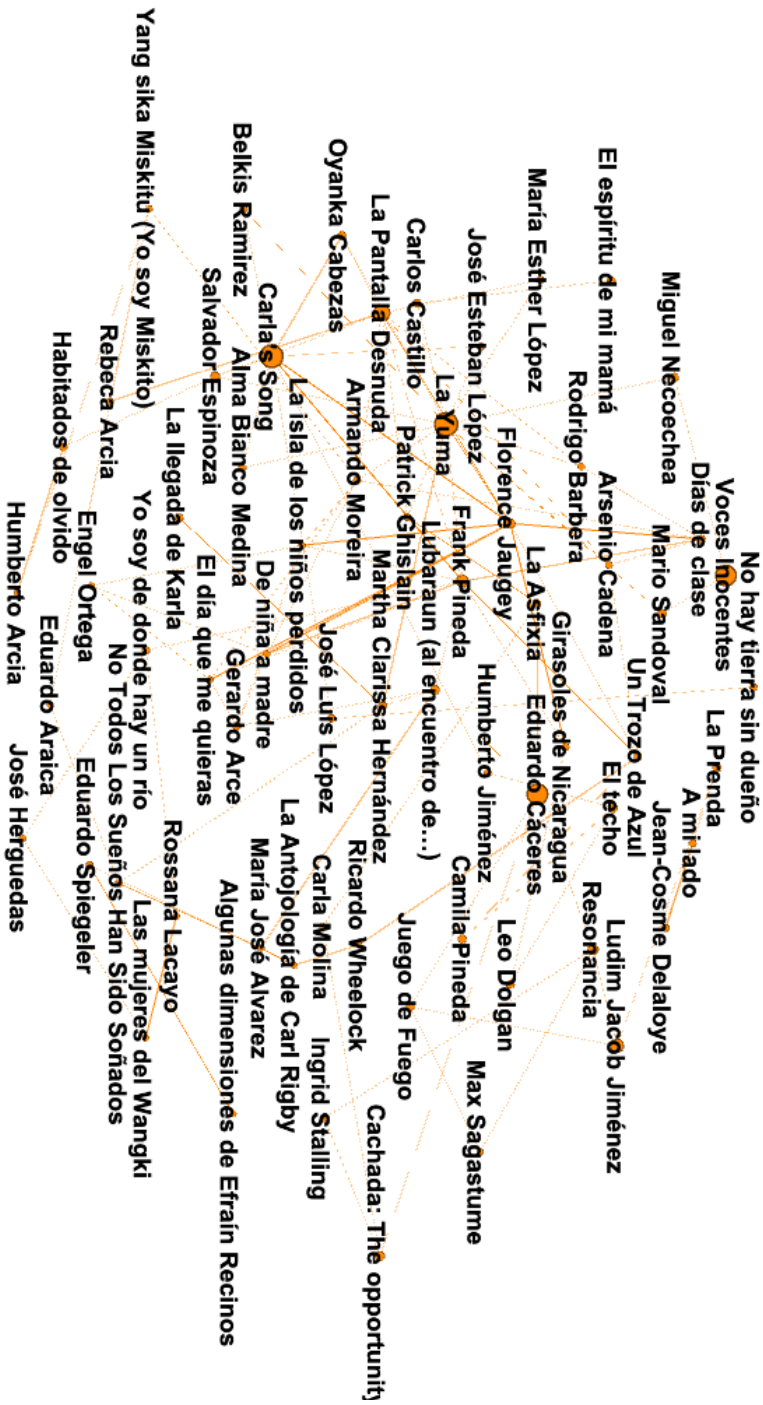 No hay tierra sin dueño
Voces Inocentes
La Prenda
Días de clase
A mi lado
Miguel Necoechea
Mario Sandoval
Jean-Cosme Delaloye
Un Trozo de Azul
El espíritu de mi mamá
Arsenio Cadena
El techo
Ludim Jacob Jiménez
Rodrigo Barbera
Resonancia
Girasoles de Nicaragua
María Esther López
La Asfixia
Eduardo Cáceres
Florence Jaugey
Leo Dolgan
José Esteban López
Humberto Jiménez
Max Sagastume
Frank Pineda
Camila Pineda
La Yuma
Lubaraun (al encuentro de...)
Carlos Castillo
Patrick Ghislain
Juego de Fuego
La Pantalla Desnuda
Martha Clarissa Hernández
Cachada: The opportunity
Armando Moreira
Ricardo Wheelock
Oyanka Cabezas
José Luis López
Carla Molina
Ingrid Stalling
La isla de los niños perdidos
La Antojología de Carl Rigby
Carla's Song
De niña a madre
María José Alvarez
Alma Bianco Medina
Belkis Ramirez
Gerardo Arce
Algunas dimensiones de Efraín Recinos
Salvador Espinoza
El día que me quieras
La llegada de Karla
Rossana Lacayo
Yang sika Miskitu (Yo soy Miskito)
Yo soy de donde hay un río
Las mujeres del Wangki
No Todos Los Sueños Han Sido Soñados
Rebeca Arcia
Engel Ortega
Eduardo Spiegeler
Habitados de olvido
Eduardo Araica
Humberto Arcia
José Herguedas